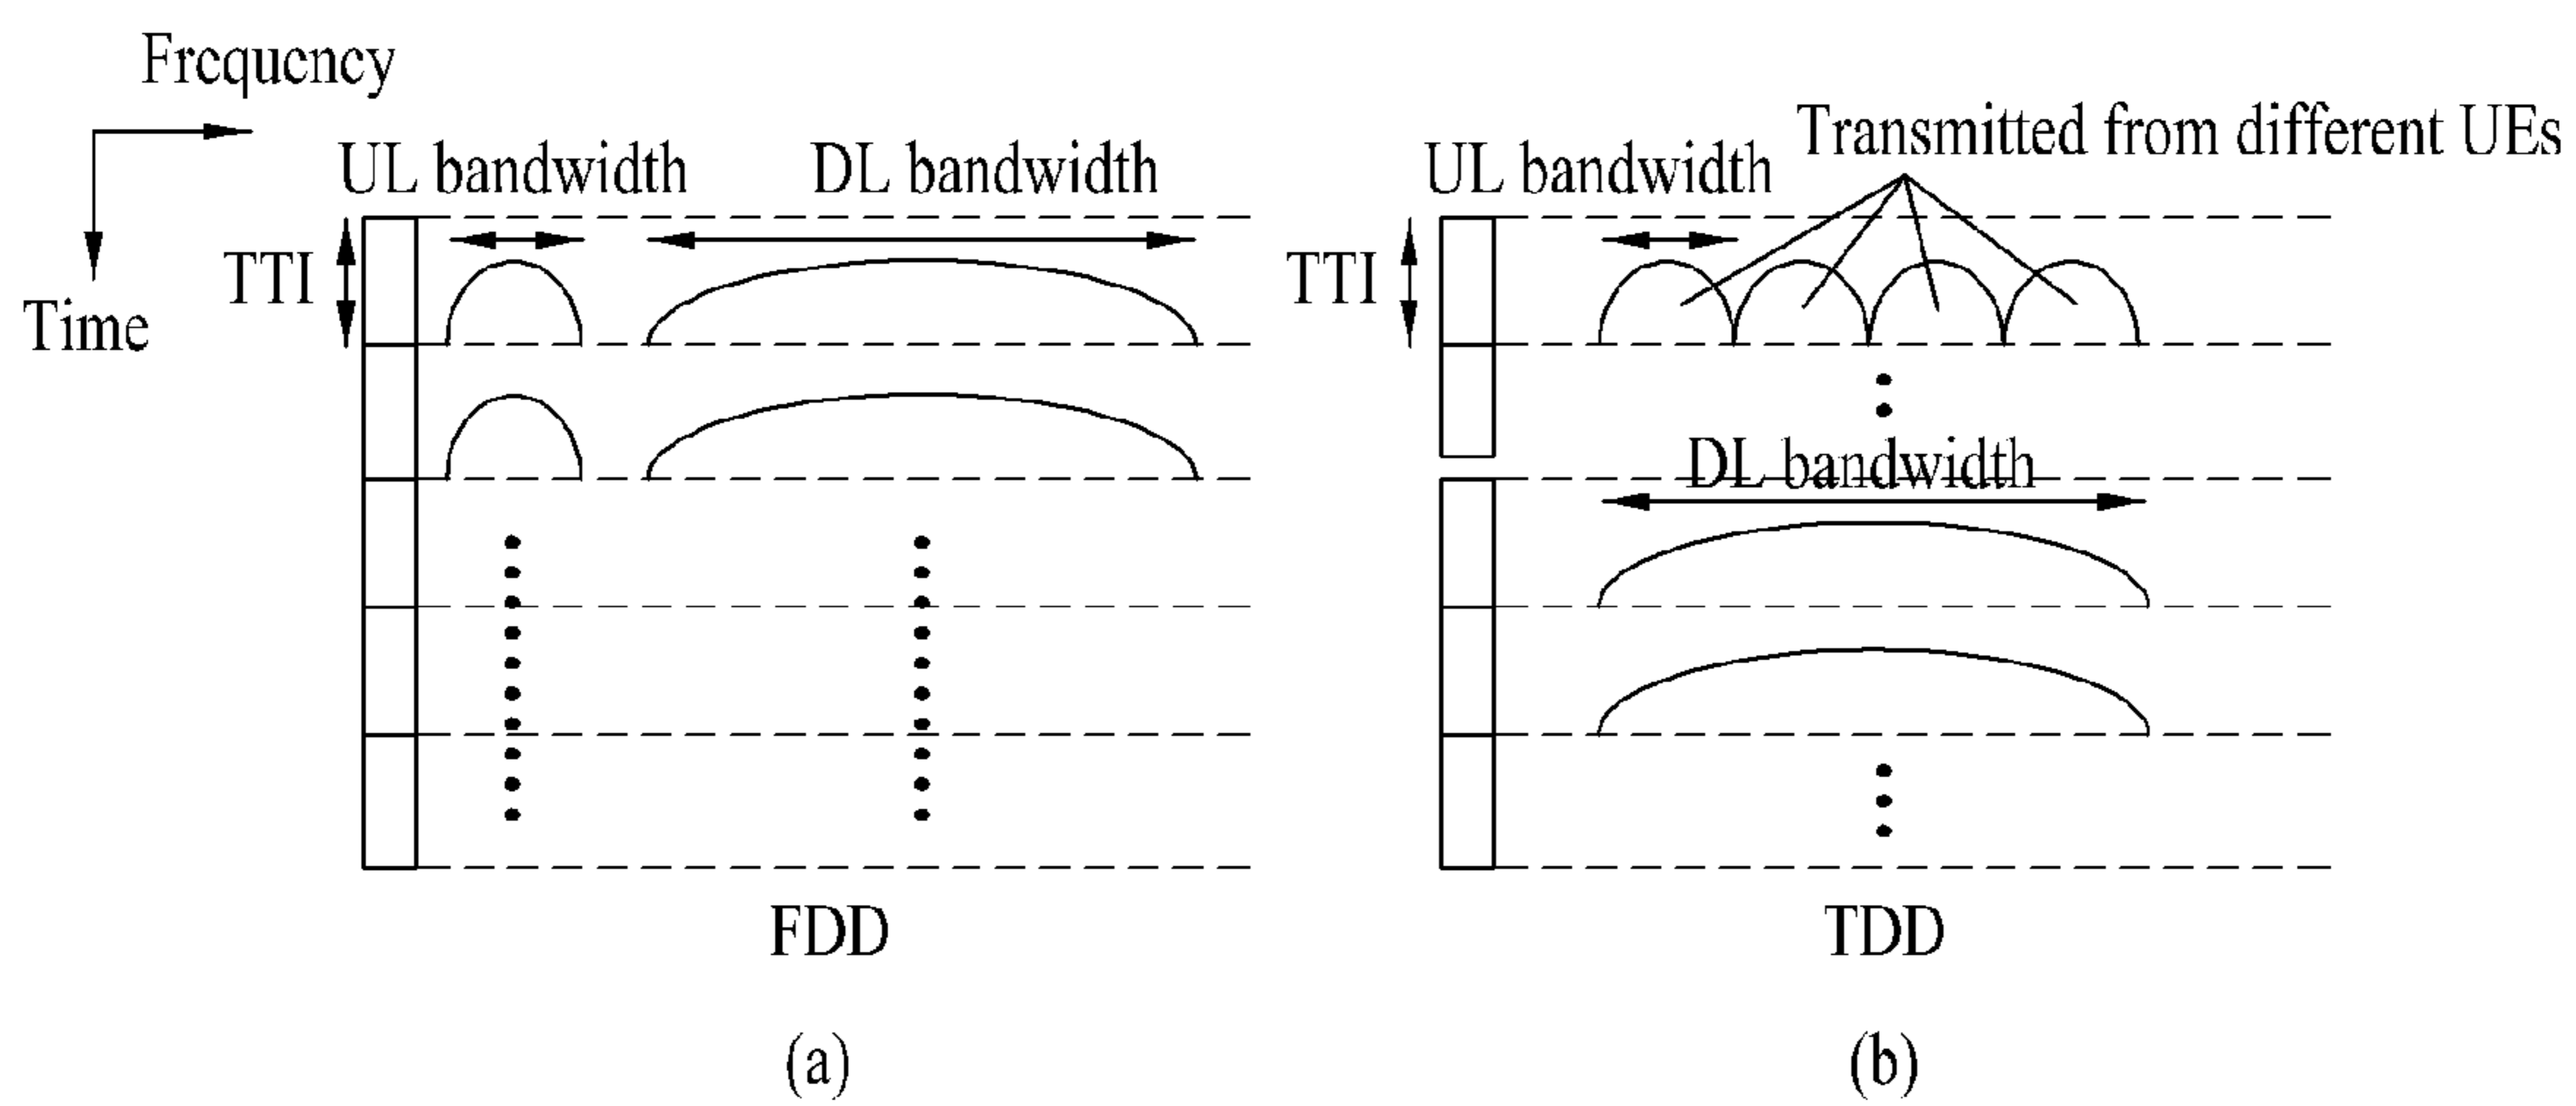 Frequency
Time
UL bandwidth
DL bandwidth
TTI
FDD
(a)
Transmitted from different UEs
UL bandwidth
TTI
DL bandwidth
TDD
(b)